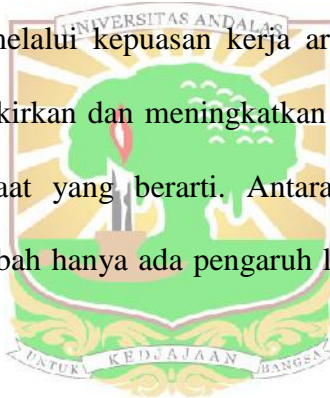 UNIVERSITAS ANDALAS
melalui kepuasan kerja
kirkan dan meningkatkan
aat yang berarti. Antara
bah hanya ada pengaruh
UNTUK KEDJAJAAN BANGSA